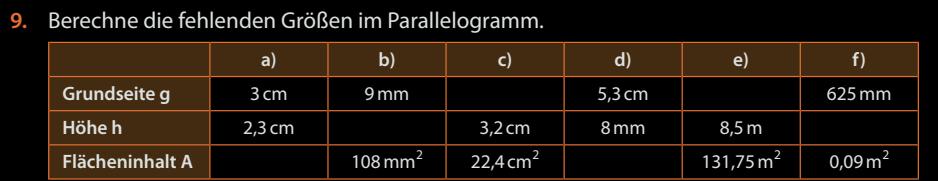 9. Berechne die fehlenden Größen im Parallelogramm.
a) b) c) d) e) f)
Grundseite g 3 cm 9 mm 5,3 cm 625 mm
Höhe h 2,3 cm 3,2 cm 8 mm 8,5 m
Flächeninhalt A 108 mm² 22,4 cm² 131,75 m² 0,09 m²